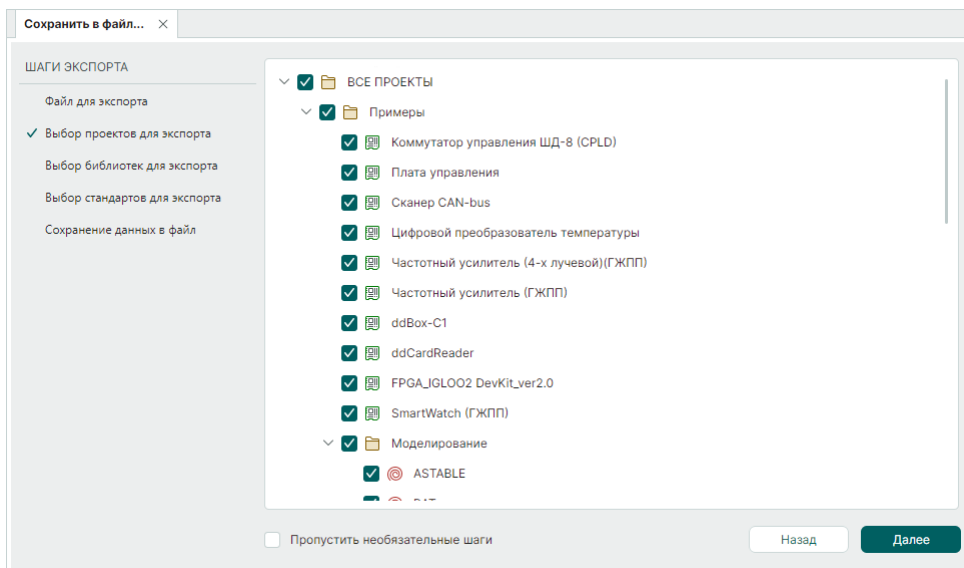 Сохранить в файл...
ШАГИ ЭКСПОРТА
Файл для экспорта
Выбор проектов для экспорта
Выбор библиотек для экспорта
Выбор стандартов для экспорта
Сохранение данных в файл
ВСЕ ПРОЕКТЫ
Примеры
Коммутатор управления ШД-8 (CPLD)
Плата управления
Сканер CAN-bus
Цифровой преобразователь температуры
Частотный усилитель (4-х лучевой)(ГЖПП)
Частотный усилитель (ГЖПП)
ddBox-C1
ddCardReader
FPGA_IGLOO2 DevKit_ver2.0
SmartWatch (ГЖПП)
Моделирование
ASTABLE
Пропустить необязательные шаги
Назад
Далее